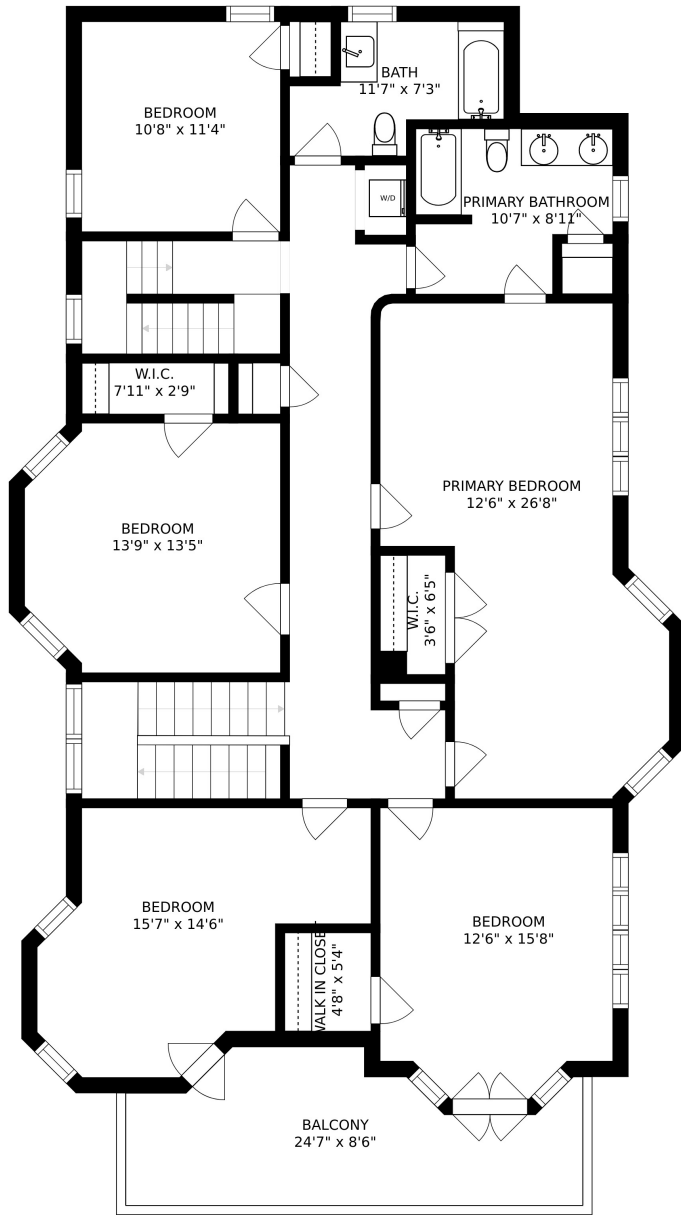 BATH
11'7" x 7'3"
BEDROOM
10'8" x 11'4"
W/D
PRIMARY BATHROOM
10'7" x 8'11"
W.I.C.
7'11" x 2'9"
PRIMARY BEDROOM
12'6" x 26'8"
BEDROOM
13'9" x 13'5"
W.I.C.
3'6" x 6'5"
BEDROOM
15'7" x 14'6"
BEDROOM
12'6" x 15'8"
WALK IN CLOSE
4'8" x 5'4"
BALCONY
24'7" x 8'6"